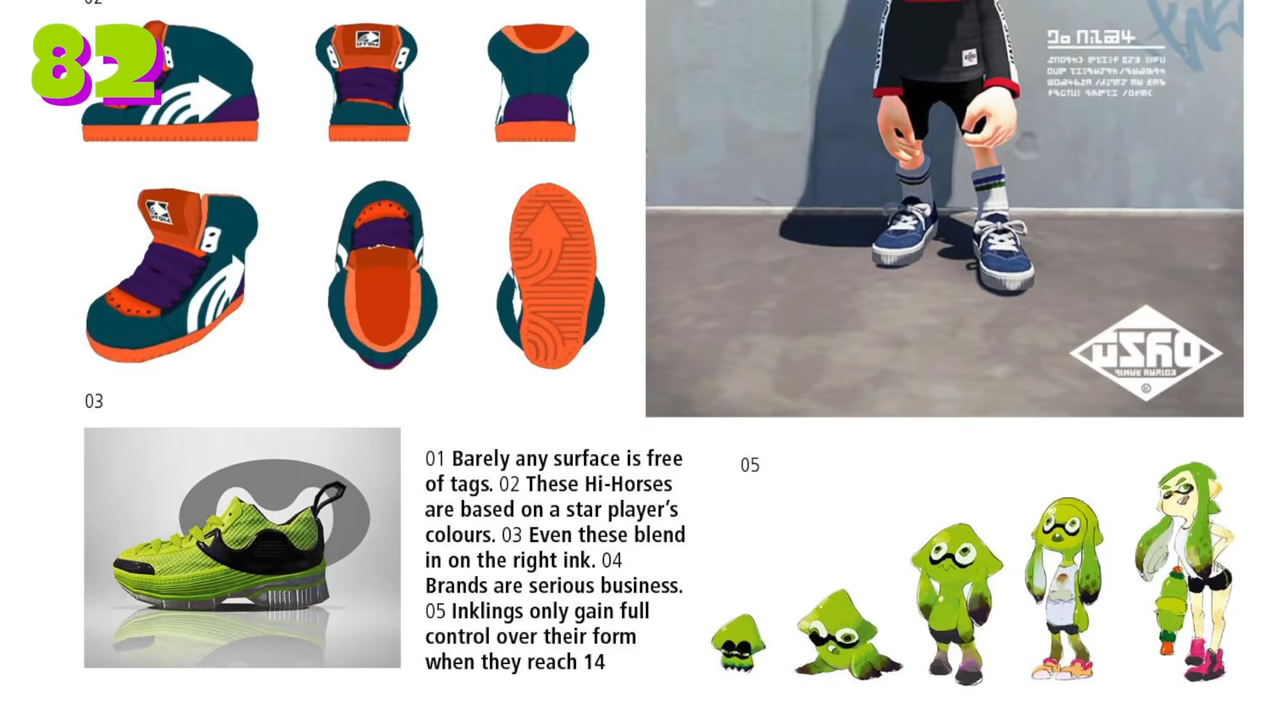 02
82
03
01 Barely any surface is free
of tags. 02 These Hi-Horses
are based on a star player's
colours. 03 Even these blend
in on the right ink. 04
Brands are serious business.
05 Inklings only gain full
control over their form
when they reach 14
05